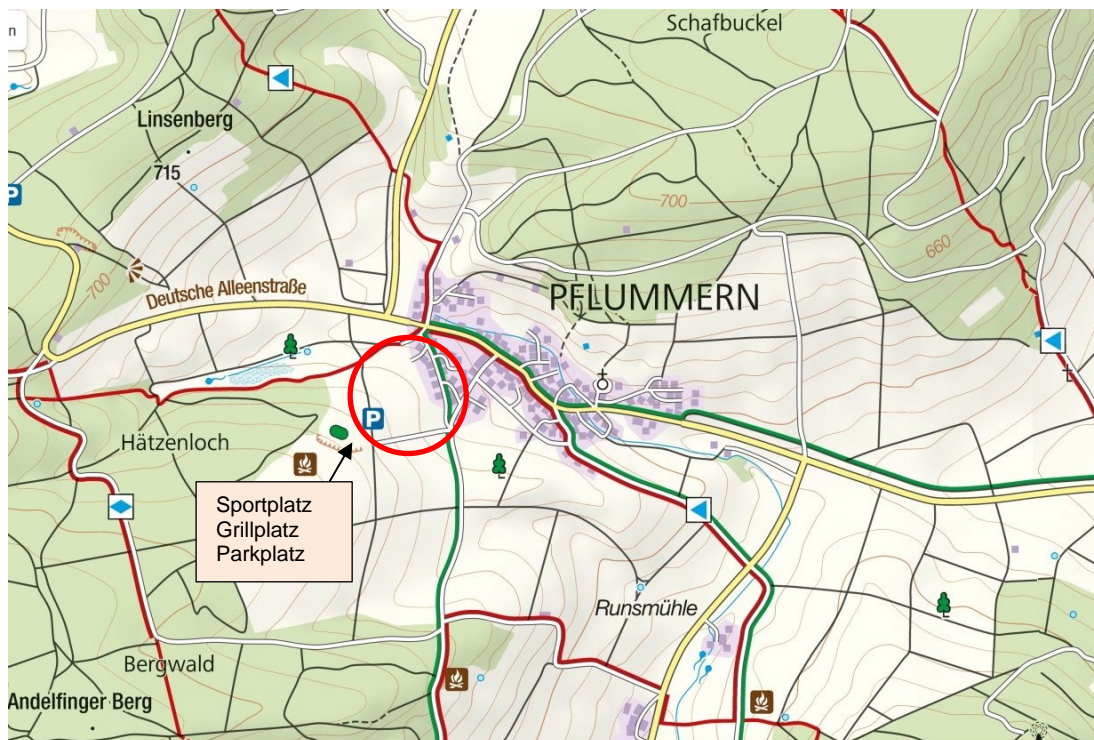 n
Schafbuckel
Linsenberg
715
P
700
660
700
Deutsche Alleenstraße
PFLUMMERN
Hätzenloch
P
Sportplatz
Grillplatz
Parkplatz
Runsmühle
Bergwald
Andelfinger Berg